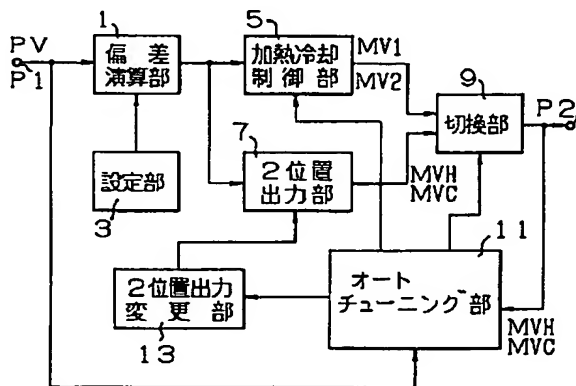 PV
P1
1
偏差
演算部
5
加熱冷却
制御部
MV1
MV2
9
切換部
P2
設定部
3
7
2位置
出力部
MVH
MVC
11
オート
チューニング部
2位置出力
変更部
13
MVH
MVC